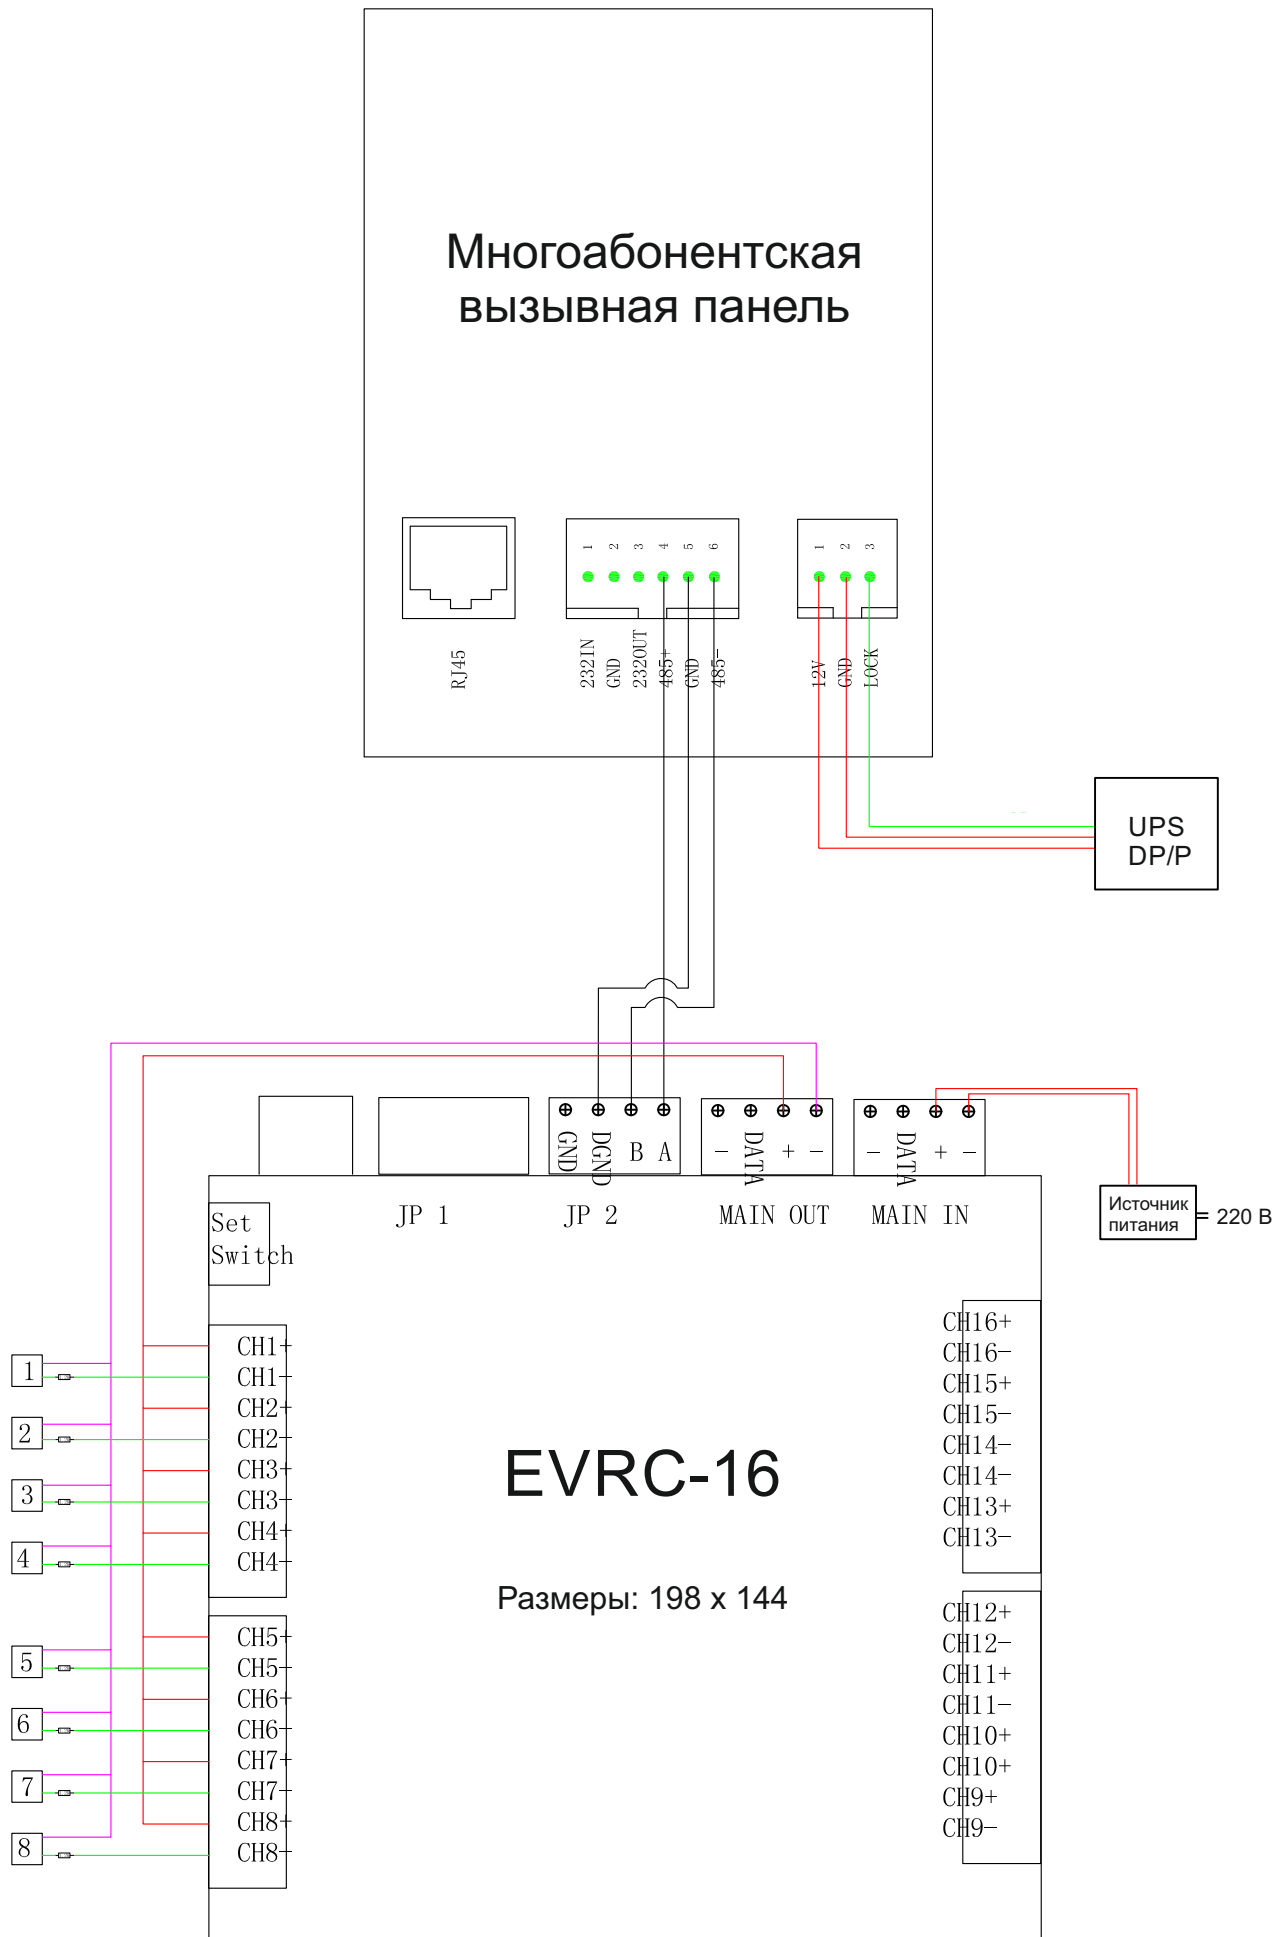 Многоабонентская
вызывная панель
1 2 3 4 5 6
1 2 3
RJ45
232IN
GND
232OUT
485+
GND
485-
12V
GND
LOCK
UPS
DP/P
GND
DGND
B A
- DATA + -
- DATA + -
JP 1
JP 2
MAIN OUT
MAIN IN
Источник
питания
= 220 В
Set
Switch
1
2
3
4
5
6
7
8
CH1+
CH1-
CH2+
CH2-
CH3+
CH3-
CH4+
CH4-
CH5+
CH5-
CH6+
CH6-
CH7+
CH7-
CH8+
CH8-
EVRC-16
Размеры: 198 x 144
CH16+
CH16-
CH15+
CH15-
CH14-
CH14-
CH13+
CH13-
CH12+
CH12-
CH11+
CH11-
CH10+
CH10+
CH9+
CH9-